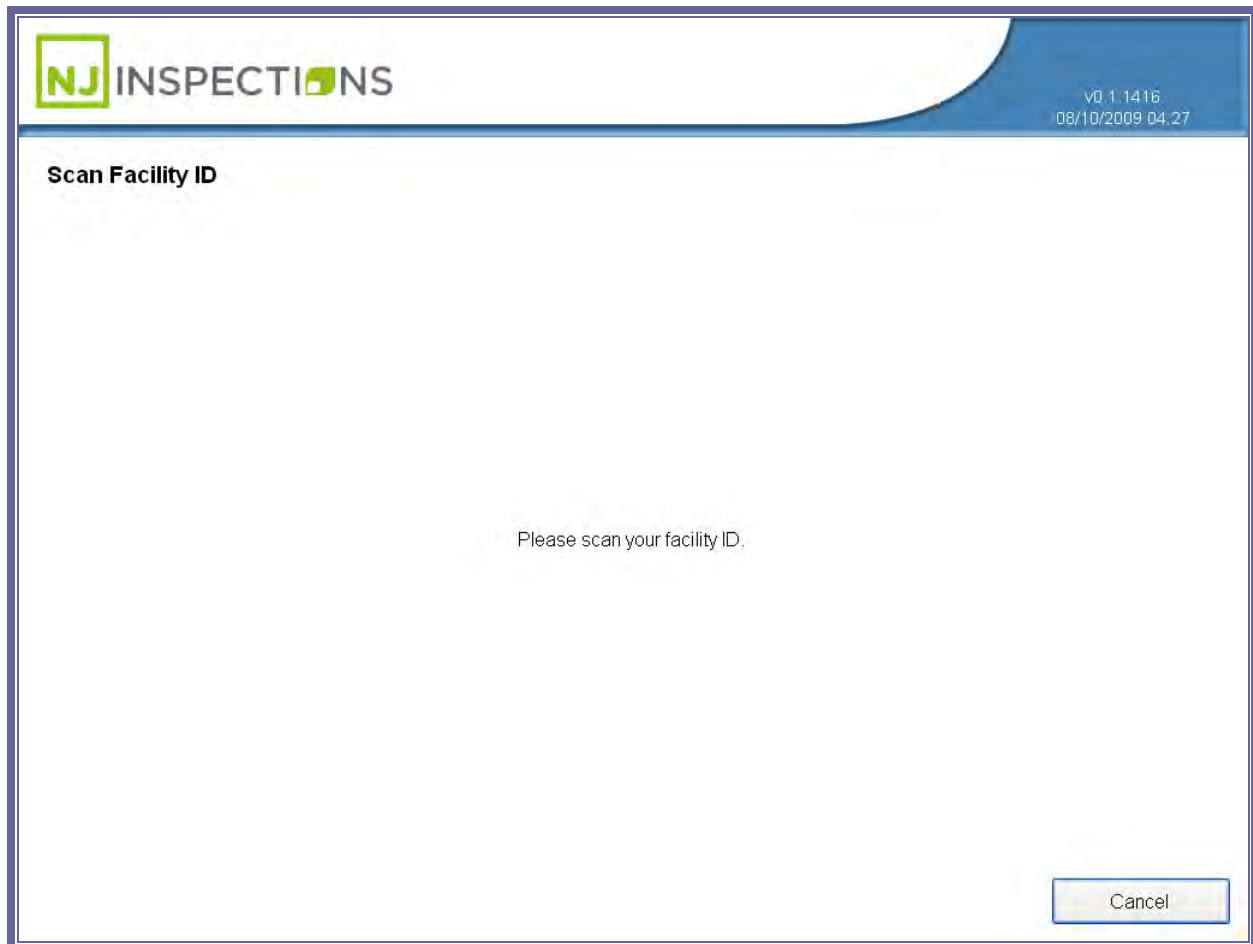 NJ INSPECTIONS
v0.1.1416
08/10/2009 04.27
Scan Facility ID
Please scan your facility ID.
Cancel